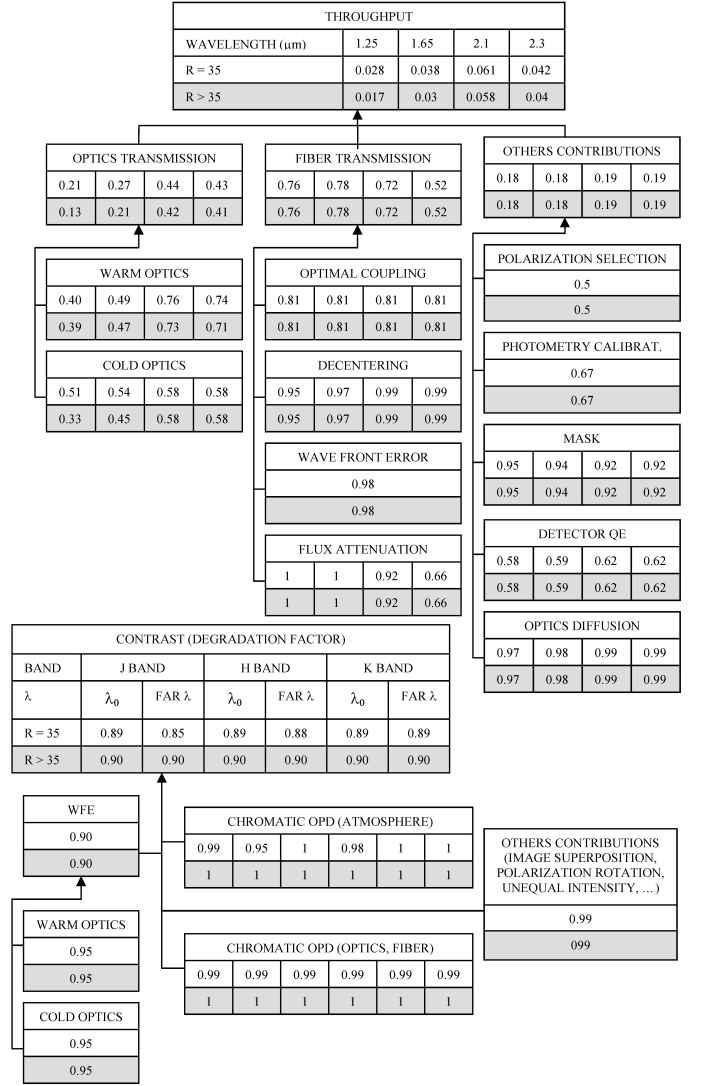 THROUGHPUT
WAVELENGTH (µm) 1.25 1.65 2.1 2.3
R = 35 0.028 0.038 0.061 0.042
R > 35 0.017 0.03 0.058 0.04
OPTICS TRANSMISSION
0.21 0.27 0.44 0.43
0.13 0.21 0.42 0.41
FIBER TRANSMISSION
0.76 0.78 0.72 0.52
0.76 0.78 0.72 0.52
OTHERS CONTRIBUTIONS
0.18 0.18 0.19 0.19
0.18 0.18 0.19 0.19
WARM OPTICS
0.40 0.49 0.76 0.74
0.39 0.47 0.73 0.71
COLD OPTICS
0.51 0.54 0.58 0.58
0.33 0.45 0.58 0.58
OPTIMAL COUPLING
0.81 0.81 0.81 0.81
0.81 0.81 0.81 0.81
DECENTERING
0.95 0.97 0.99 0.99
0.95 0.97 0.99 0.99
WAVE FRONT ERROR
0.98
0.98
FLUX ATTENUATION
1 1 0.92 0.66
1 1 0.92 0.66
POLARIZATION SELECTION
0.5
0.5
PHOTOMETRY CALIBRAT.
0.67
0.67
MASK
0.95 0.94 0.92 0.92
0.95 0.94 0.92 0.92
DETECTOR QE
0.58 0.59 0.62 0.62
0.58 0.59 0.62 0.62
OPTICS DIFFUSION
0.97 0.98 0.99 0.99
0.97 0.98 0.99 0.99
CONTRAST (DEGRADATION FACTOR)
BAND J BAND H BAND K BAND
λ λ0 FAR λ λ0 FAR λ λ0 FAR λ
R = 35 0.89 0.85 0.89 0.88 0.89 0.89
R > 35 0.90 0.90 0.90 0.90 0.90 0.90
WFE
0.90
0.90
WARM OPTICS
0.95
0.95
COLD OPTICS
0.95
0.95
CHROMATIC OPD (ATMOSPHERE)
0.99 0.95 1 0.98 1 1
1 1 1 1 1 1
CHROMATIC OPD (OPTICS, FIBER)
0.99 0.99 0.99 0.99 0.99 0.99
1 1 1 1 1 1
OTHERS CONTRIBUTIONS
(IMAGE SUPERPOSITION,
POLARIZATION ROTATION,
UNEQUAL INTENSITY, ...)
0.99
099